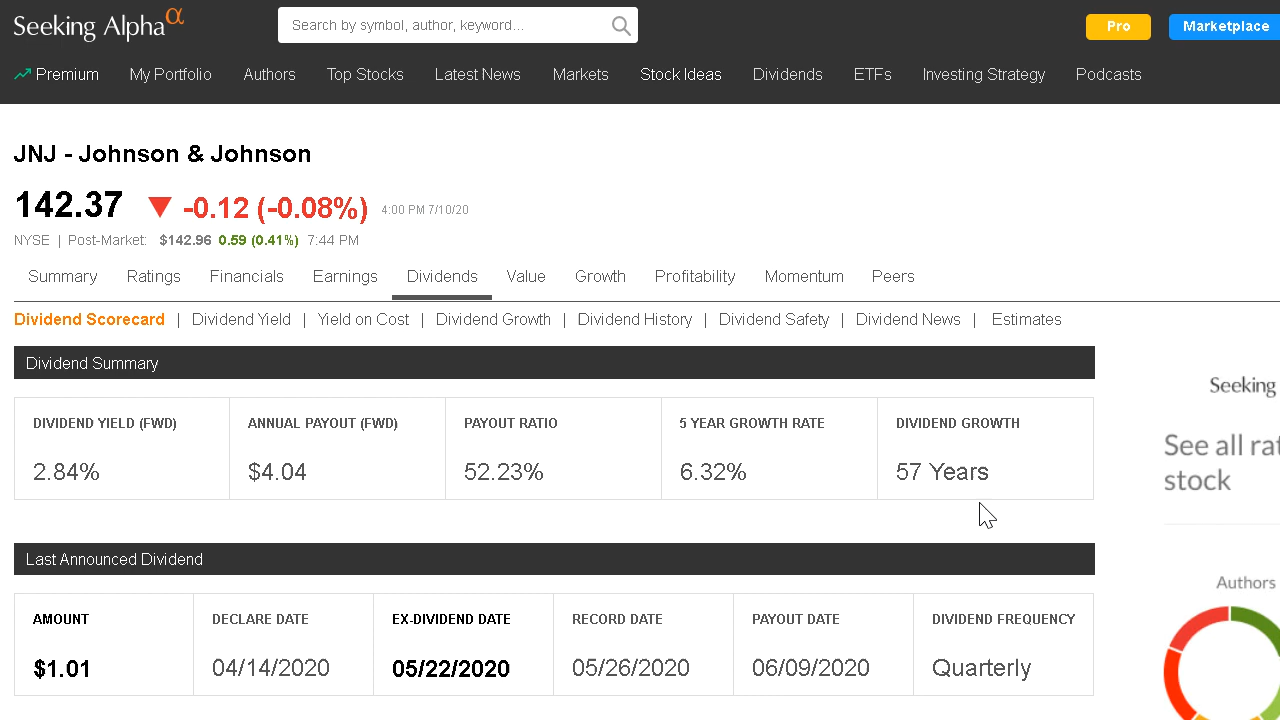 Seeking Alpha α
Search by symbol, author, keyword...
Pro
Marketplace
Premium My Portfolio Authors Top Stocks Latest News Markets Stock Ideas Dividends ETFs Investing Strategy Podcasts
JNJ - Johnson & Johnson
142.37 ▼ -0.12 (-0.08%) 4:00 PM 7/10/20
NYSE | Post-Market: $142.96 0.59 (0.41%) 7:44 PM
Summary Ratings Financials Earnings Dividends Value Growth Profitability Momentum Peers
Dividend Scorecard | Dividend Yield | Yield on Cost | Dividend Growth | Dividend History | Dividend Safety | Dividend News | Estimates
Dividend Summary
DIVIDEND YIELD (FWD) ANNUAL PAYOUT (FWD) PAYOUT RATIO 5 YEAR GROWTH RATE DIVIDEND GROWTH
2.84% $4.04 52.23% 6.32% 57 Years
Last Announced Dividend
AMOUNT DECLARE DATE EX-DIVIDEND DATE RECORD DATE PAYOUT DATE DIVIDEND FREQUENCY
$1.01 04/14/2020 05/22/2020 05/26/2020 06/09/2020 Quarterly
Seeking
See all rat
stock
Authors